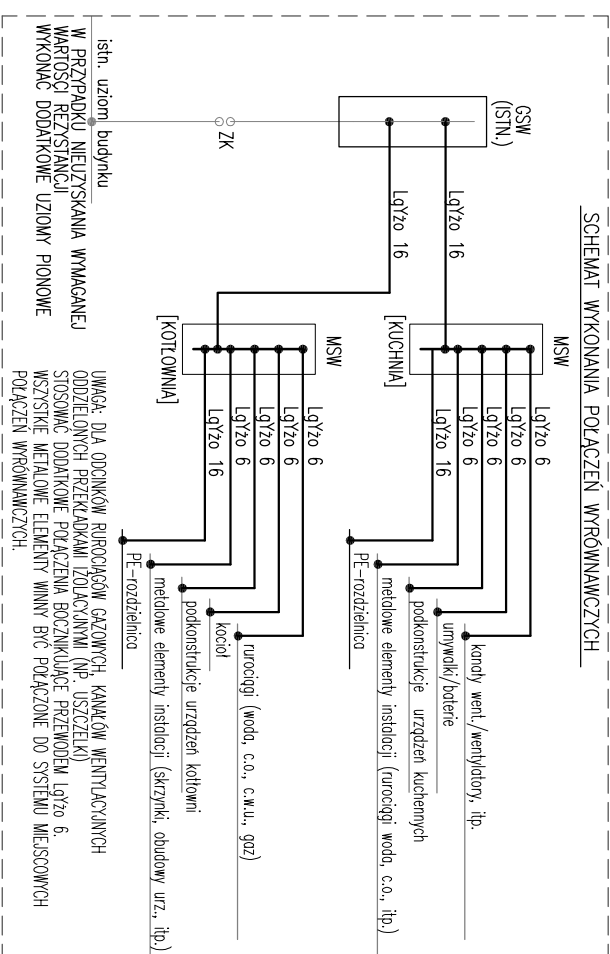 SCHEMAT WYKONANIA POŁĄCZEŃ WYRÓWNAWCZYCH
GSW
(ISTN.)
LgYżo 16
LgYżo 16
ZK
istn. uziom budynku
W PRZYPADKU NIEUZYSKANIA WYMAGANEJ
WARTOŚCI REZYSTANCJI
WYKONAĆ DODATKOWE UZIOMY PIONOWE
MSW
[KUCHNIA]
LgYżo 6
LgYżo 6
LgYżo 6
LgYżo 6
LgYżo 16
kanały went./wentylatory, itp.
umywalki/baterie
podkonstrukcje urządzeń kuchennych
metalowe elementy instalacji (rurociągi woda, c.o., itp.)
PE-rozdzielnica
MSW
[KOTŁOWNIA]
LgYżo 6
LgYżo 6
LgYżo 6
LgYżo 6
LgYżo 16
rurociągi (woda, c.o., c.w.u., gaz)
kocioł
podkonstrukcje urządzeń kotłowni
metalowe elementy instalacji (skrzynki, obudowy urz., itp.)
PE-rozdzielnica
UWAGA: DLA ODCINKÓW RUROCIĄGÓW GAZOWYCH, KANAŁÓW WENTYLACYJNYCH
ODDZIELONYCH PRZEKŁADKAMI IZOLACYJNYMI (NP. USZCZELKI)
STOSOWAĆ DODATKOWE POŁĄCZENIA BOCZNIKUJĄCE PRZEWODEM LgYżo 6.
WSZYSTKIE METALOWE ELEMENTY WINNY BYĆ POŁĄCZONE DO SYSTEMU MIEJSCOWYCH
POŁĄCZEŃ WYRÓWNAWCZYCH.